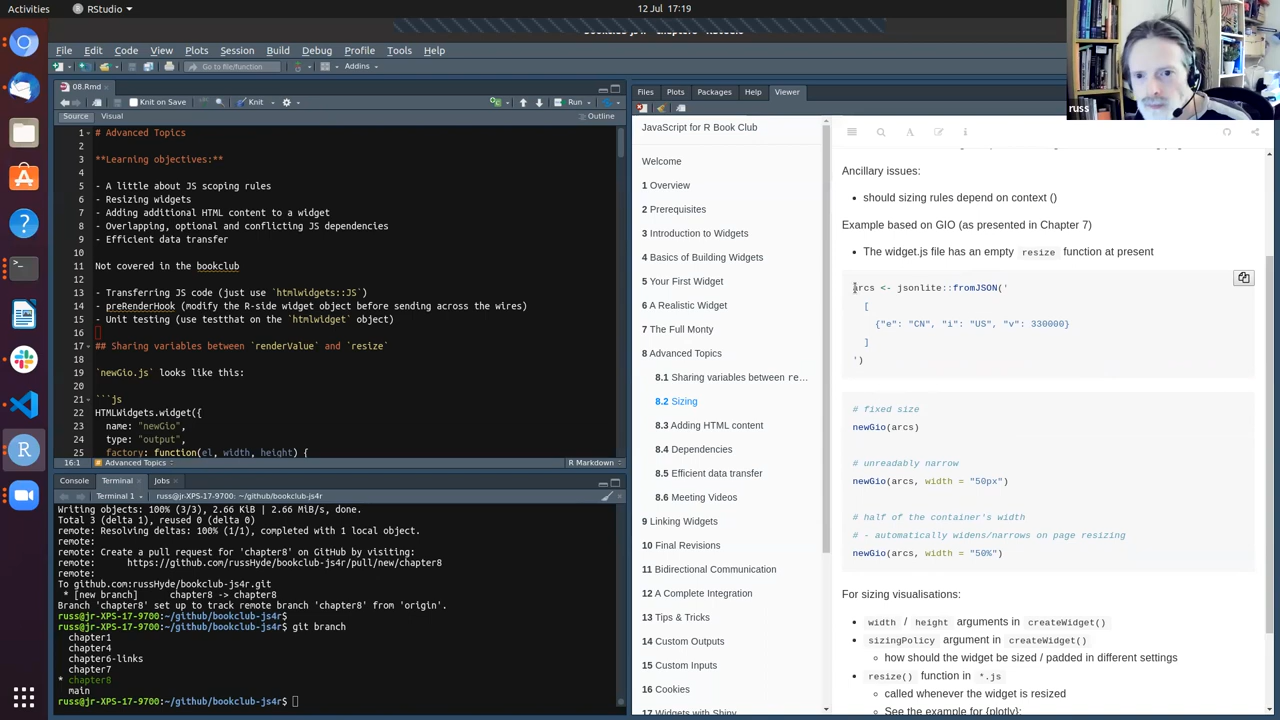 Activities
RStudio
12 Jul 17:19
File Edit Code View Plots Session Build Debug Profile Tools Help
Go to file/function
Addins
russ
08.Rmd
Knit on Save
Knit
Run
Source
Visual
Outline
1 # Advanced Topics
2
3 **Learning objectives:**
4
5 - A little about JS scoping rules
6 - Resizing widgets
7 - Adding additional HTML content to a widget
8 - Overlapping, optional and conflicting JS dependencies
9 - Efficient data transfer
10
11 Not covered in the bookclub
12
13 - Transferring JS code (just use `htmlwidgets::JS`)
14 - preRenderHook (modify the R-side widget object before sending across the wires)
15 - Unit testing (use testthat on the `htmlwidget` object)
16
17 ## Sharing variables between `renderValue` and `resize`
18
19 `newGio.js` looks like this:
20
21 ```js
22 HTMLWidgets.widget({
23 name: "newGio",
24 type: "output",
25 factory: function(el, width, height) {
16:1
Advanced Topics
R Markdown
Console
Terminal
Jobs
Terminal 1
russ@jr-XPS-17-9700:~/github/bookclub-js4r
Writing objects: 100% (3/3), 2.66 KiB | 2.66 MiB/s, done.
Total 3 (delta 1), reused 0 (delta 0)
remote: Resolving deltas: 100% (1/1), completed with 1 local object.
remote:
remote: Create a pull request for 'chapter8' on GitHub by visiting:
remote: https://github.com/russHyde/bookclub-js4r/pull/new/chapter8
remote:
To github.com:russHyde/bookclub-js4r.git
* [new branch] chapter8 -> chapter8
Branch 'chapter8' set up to track remote branch 'chapter8' from 'origin'.
russ@jr-XPS-17-9700:~/github/bookclub-js4r$
russ@jr-XPS-17-9700:~/github/bookclub-js4r$ git branch
chapter1
chapter4
chapter6-links
chapter7
* chapter8
main
russ@jr-XPS-17-9700:~/github/bookclub-js4r$
Files Plots Packages Help Viewer
JavaScript for R Book Club
Welcome
1 Overview
2 Prerequisites
3 Introduction to Widgets
4 Basics of Building Widgets
5 Your First Widget
6 A Realistic Widget
7 The Full Monty
8 Advanced Topics
8.1 Sharing variables between re...
8.2 Sizing
8.3 Adding HTML content
8.4 Dependencies
8.5 Efficient data transfer
8.6 Meeting Videos
9 Linking Widgets
10 Final Revisions
11 Bidirectional Communication
12 A Complete Integration
13 Tips & Tricks
14 Custom Outputs
15 Custom Inputs
16 Cookies
17 Widgets with Shiny
Ancillary issues:
• should sizing rules depend on context ()
Example based on GIO (as presented in Chapter 7)
• The widget.js file has an empty resize function at present
arcs <- jsonlite::fromJSON('
[
{"e": "CN", "i": "US", "v": 330000}
]
')
# fixed size
newGio(arcs)
# unreadably narrow
newGio(arcs, width = "50px")
# half of the container's width
# - automatically widens/narrows on page resizing
newGio(arcs, width = "50%")
For sizing visualisations:
• width / height arguments in createWidget()
• sizingPolicy argument in createWidget()
◦ how should the widget be sized / padded in different settings
• resize() function in *.js
◦ called whenever the widget is resized
◦ See the example for {plotly}: